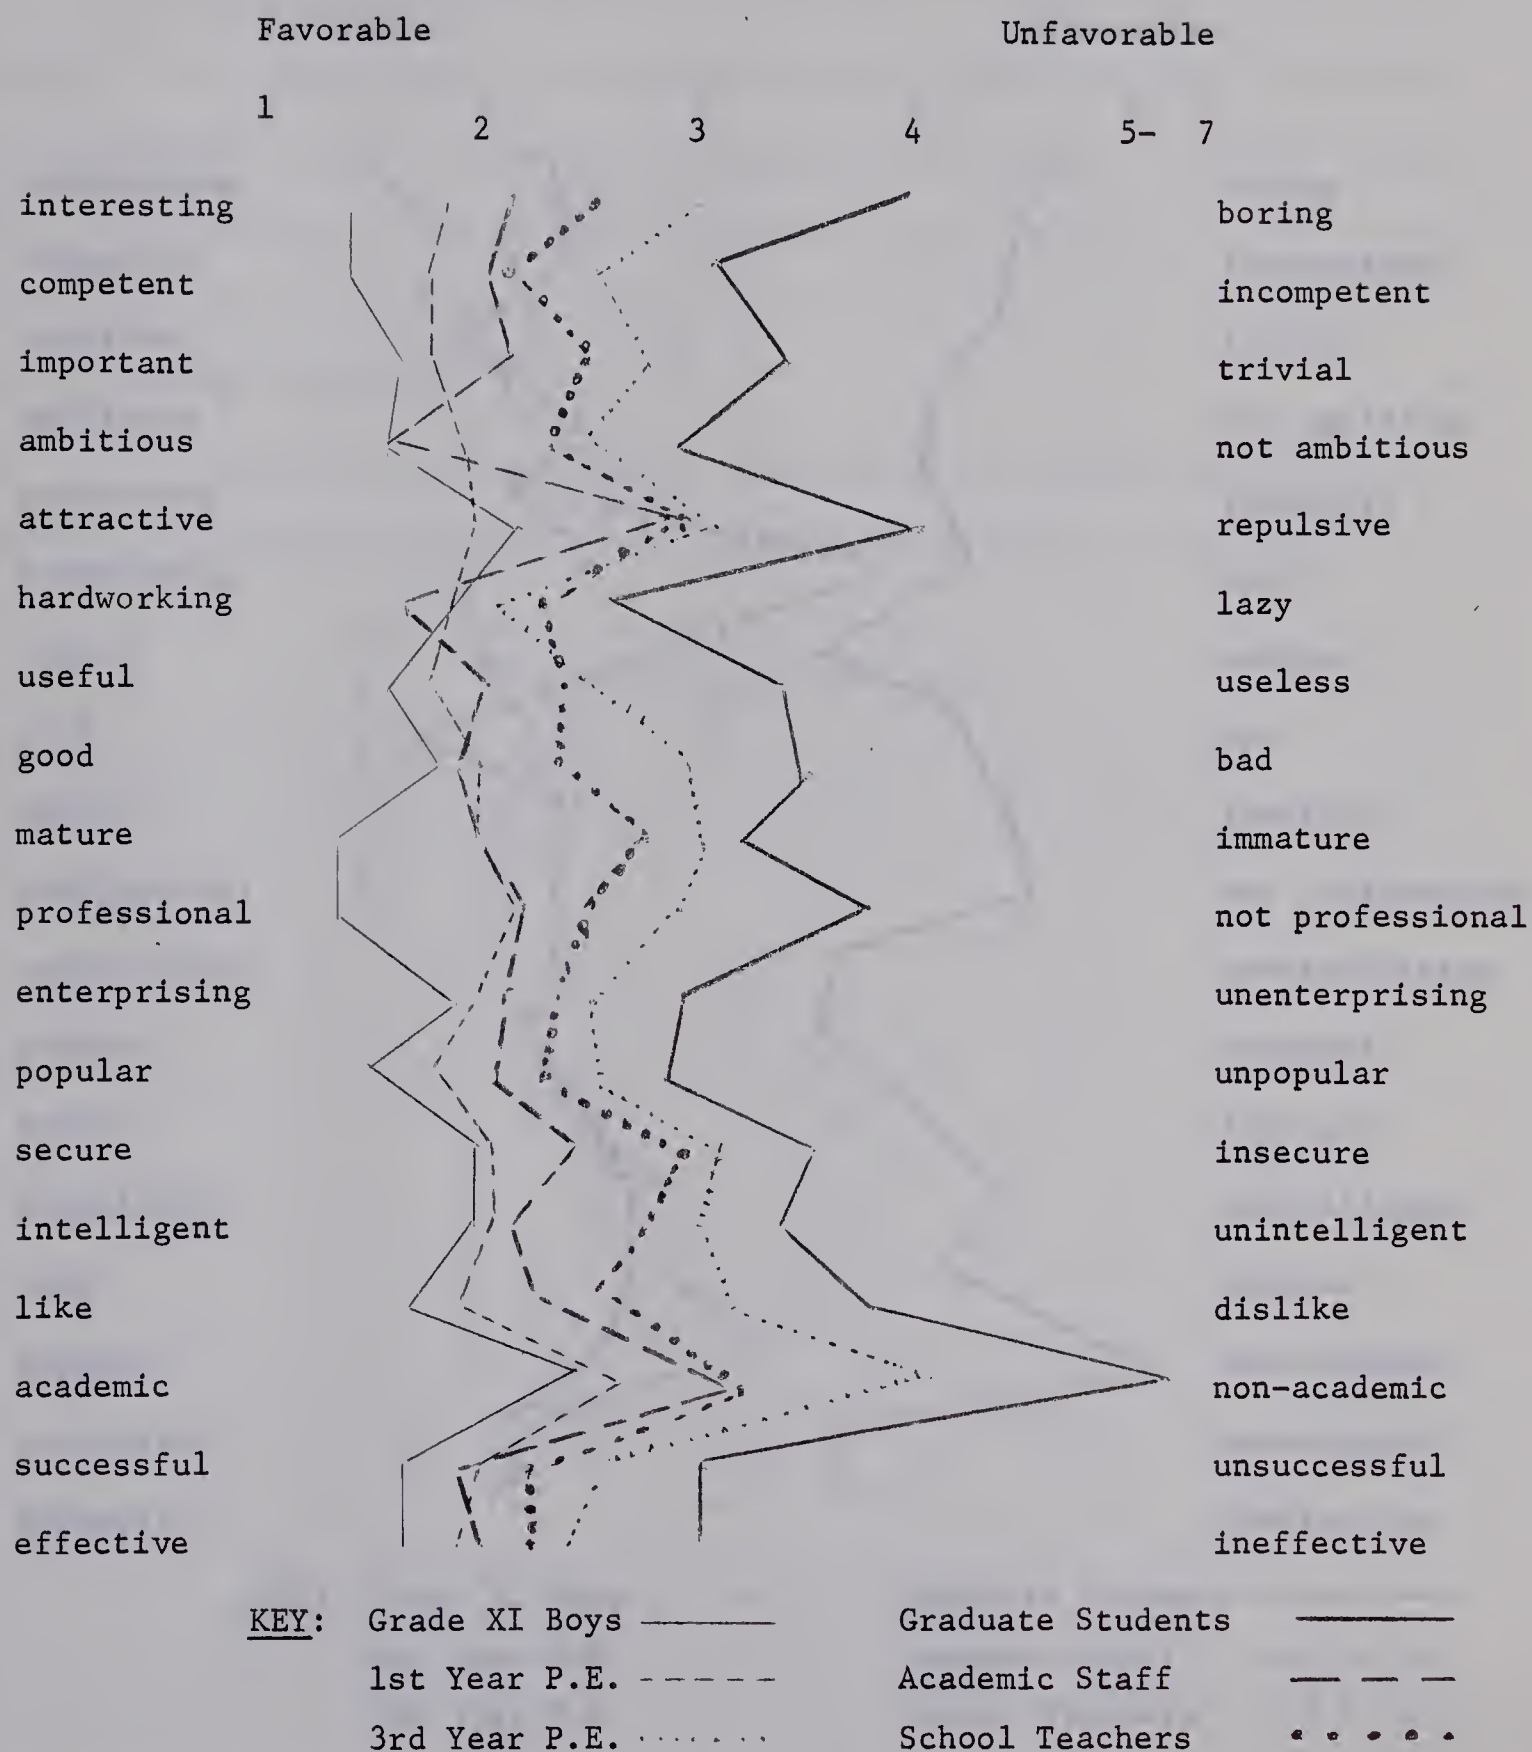 Favorable Unfavorable
1 2 3 4 5- 7
interesting boring
competent incompetent
important trivial
ambitious not ambitious
attractive repulsive
hardworking lazy
useful useless
good bad
mature immature
professional not professional
enterprising unenterprising
popular unpopular
secure insecure
intelligent unintelligent
like dislike
academic non-academic
successful unsuccessful
effective ineffective
KEY: Grade XI Boys Graduate Students
1st Year P.E. Academic Staff
3rd Year P.E. School Teachers